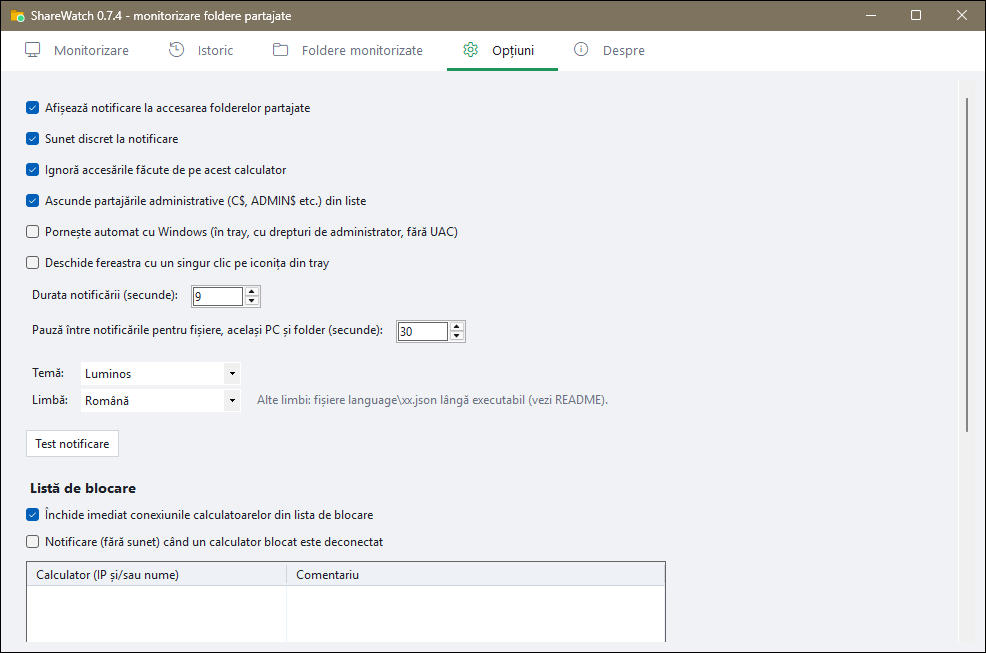 ShareWatch 0.7.4 - monitorizare foldere partajate
Monitorizare Istoric Foldere monitorizate Opțiuni Despre
Afișează notificare la accesarea folderelor partajate
Sunet discret la notificare
Ignoră accesările făcute de pe acest calculator
Ascunde partajările administrative (C$, ADMIN$ etc.) din liste
Pornește automat cu Windows (în tray, cu drepturi de administrator, fără UAC)
Deschide fereastra cu un singur clic pe iconița din tray
Durata notificării (secunde): 9
Pauză între notificările pentru fișiere, același PC și folder (secunde): 30
Temă: Luminos
Limbă: Română Alte limbi: fișiere language\xx.json lângă executabil (vezi README).
Test notificare
Listă de blocare
Închide imediat conexiunile calculatoarelor din lista de blocare
Notificare (fără sunet) când un calculator blocat este deconectat
Calculator (IP și/sau nume) Comentariu